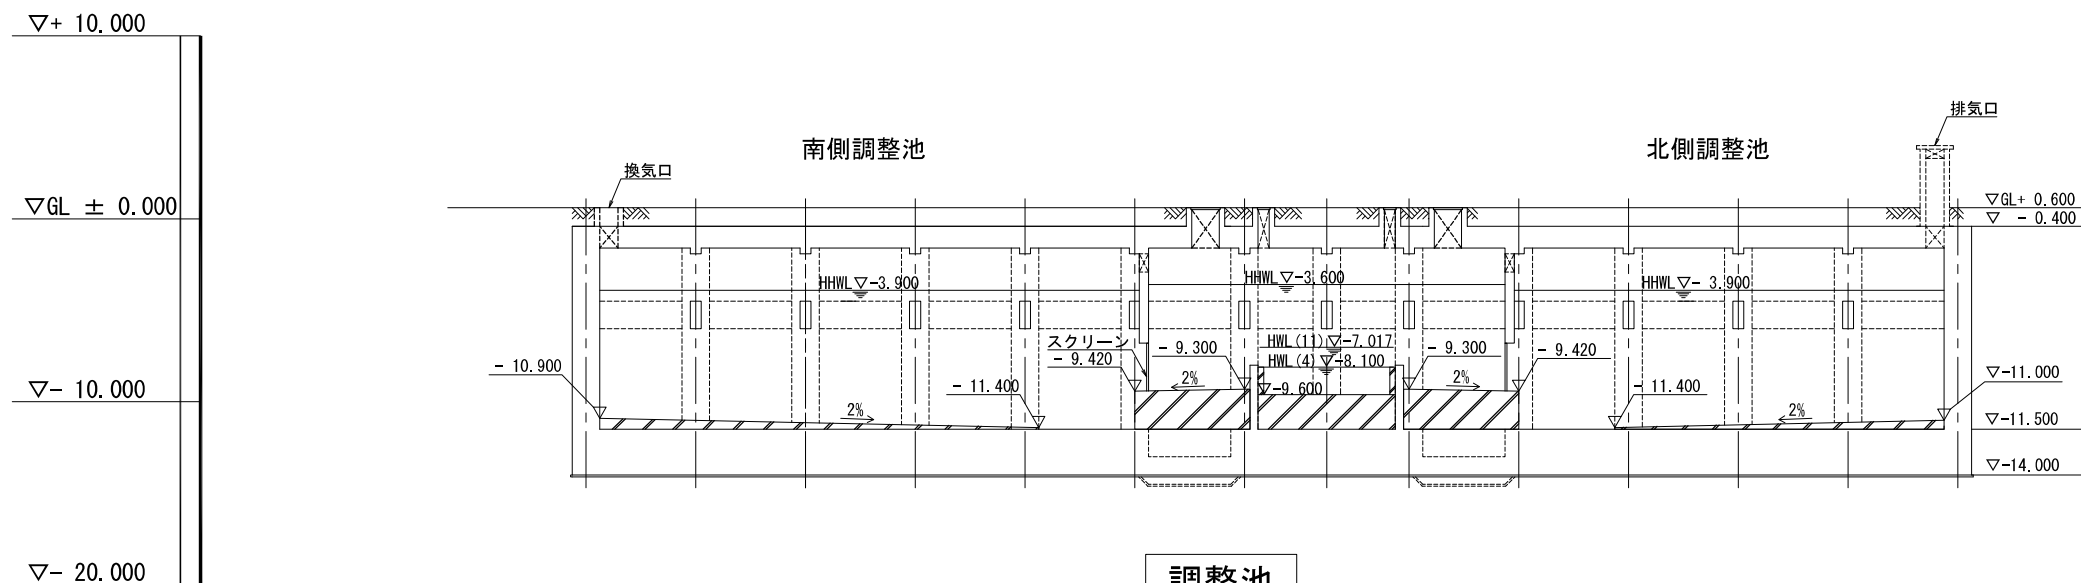 ▽+ 10.000
排気口
南側調整池
北側調整池
換気口
▽GL ± 0.000
▽GL+ 0.600
▽ - 0.400
HHWL▽-3.900
HHWL▽-3.600
HHWL▽- 3.900
スクリーン
HWL(11)▽-7.017
- 9.420
- 9.300
HWL(4)▽-8.100
- 9.300
- 9.420
- 10.900
- 11.400
2%
▽-9.600
2%
- 11.400
▽-11.000
▽- 10.000
2%
2%
▽-11.500
▽-14.000
▽- 20.000
調整池